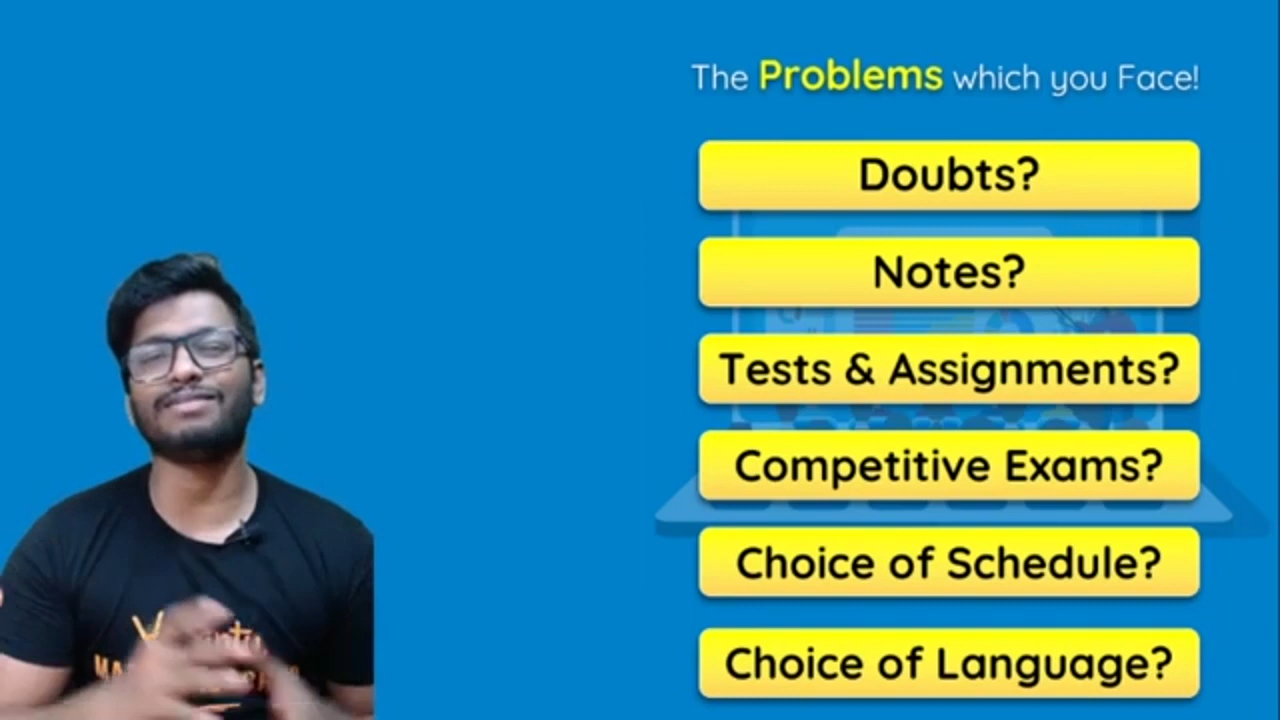 The Problems which you Face!
Doubts?
Notes?
Tests & Assignments?
Competitive Exams?
Choice of Schedule?
Choice of Language?